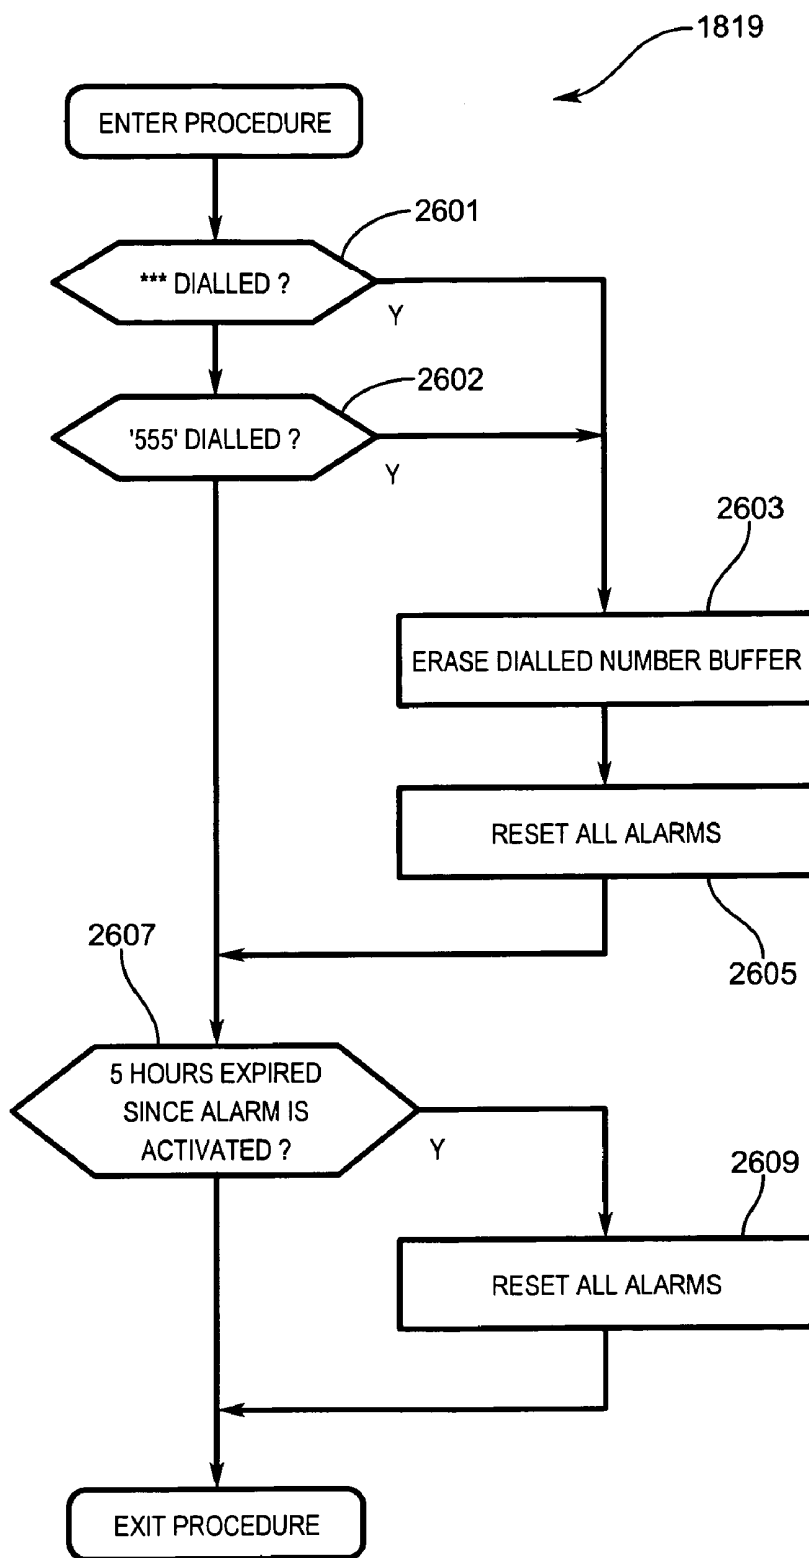 1819
ENTER PROCEDURE
2601
*** DIALLED ?
Y
2602
'555' DIALLED ?
Y
2603
ERASE DIALLED NUMBER BUFFER
RESET ALL ALARMS
2605
2607
5 HOURS EXPIRED
SINCE ALARM IS
ACTIVATED ?
Y
2609
RESET ALL ALARMS
EXIT PROCEDURE